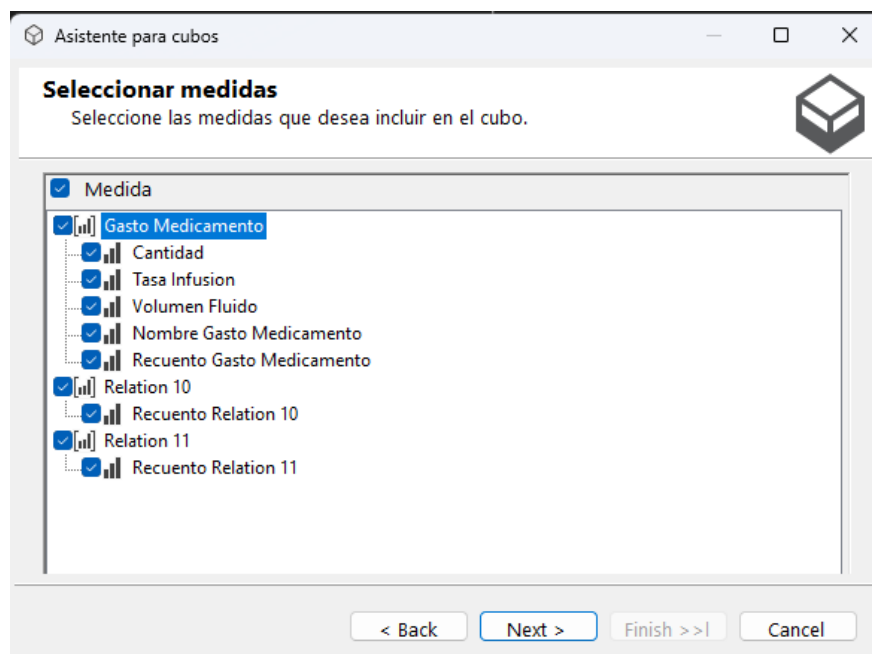 Asistente para cubos
Seleccionar medidas
Seleccione las medidas que desea incluir en el cubo.
Medida
Gasto Medicamento
Cantidad
Tasa Infusion
Volumen Fluido
Nombre Gasto Medicamento
Recuento Gasto Medicamento
Relation 10
Recuento Relation 10
Relation 11
Recuento Relation 11
< Back Next > Finish >>| Cancel